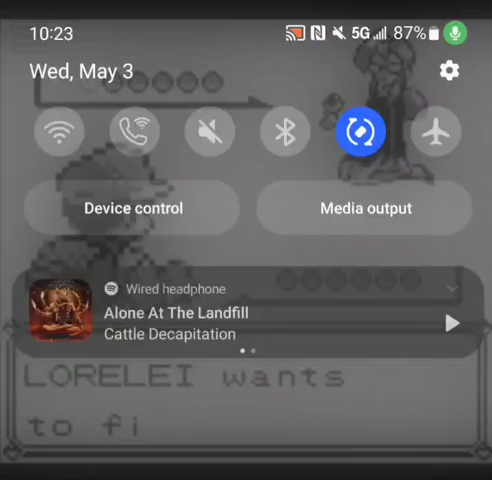 10:23 5G 87%
Wed, May 3
Device control Media output
Wired headphone
Alone At The Landfill
Cattle Decapitation
LORELEI wants
to fi